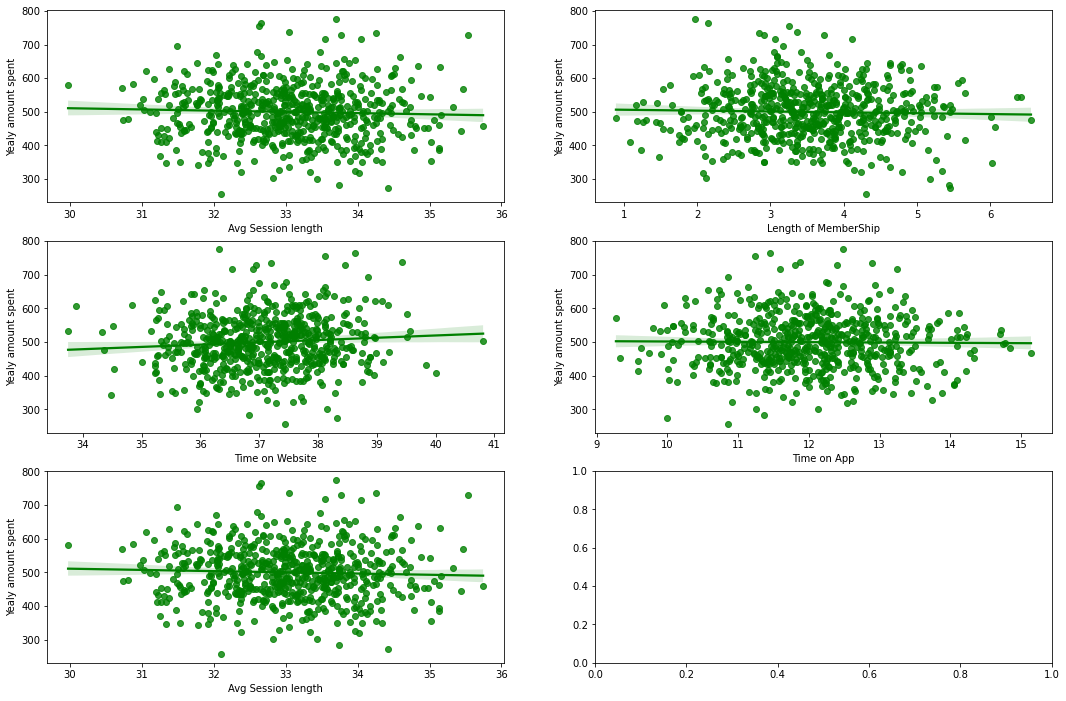 800
700
600
500
400
300
Yealy amount spent
30 31 32 33 34 35 36
Avg Session length
800
700
600
500
400
300
Yealy amount spent
1 2 3 4 5 6
Length of MemberShip
800
700
600
500
400
300
Yealy amount spent
34 35 36 37 38 39 40 41
Time on Website
800
700
600
500
400
300
Yealy amount spent
9 10 11 12 13 14 15
Time on App
800
700
600
500
400
300
Yealy amount spent
30 31 32 33 34 35 36
Avg Session length
1.0
0.8
0.6
0.4
0.2
0.0
0.0 0.2 0.4 0.6 0.8 1.0